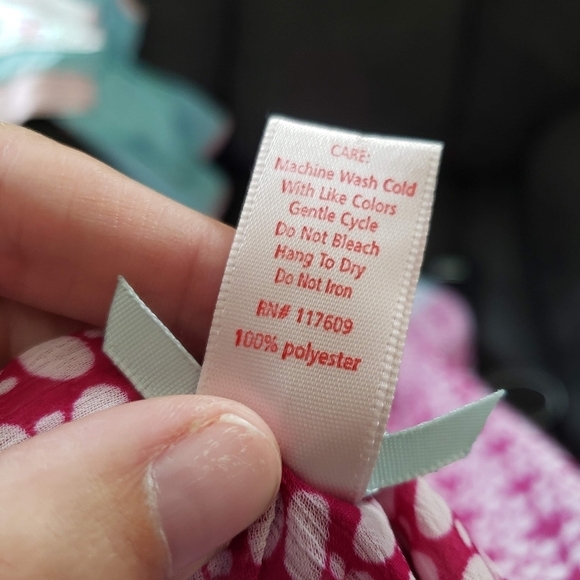 CARE:
Machine Wash Cold
With Like Colors
Gentle Cycle
Do Not Bleach
Hang To Dry
Do Not Iron
RN# 117609
100% polyester